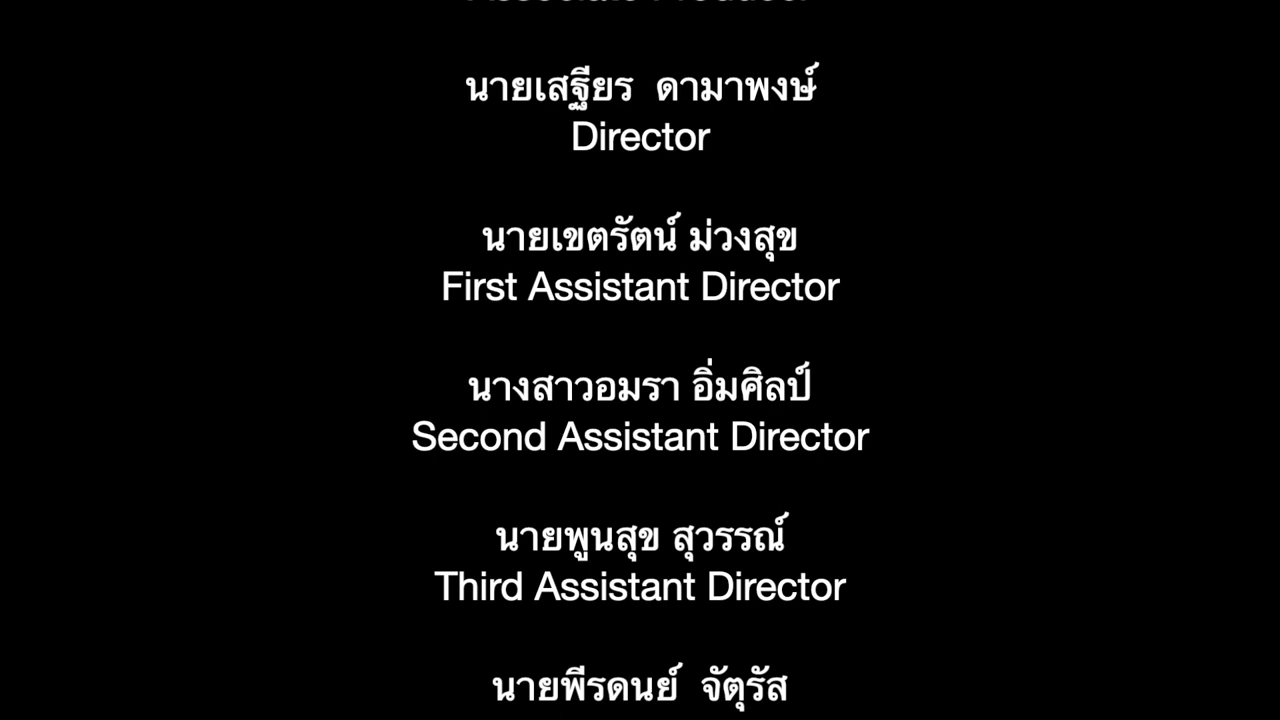 นายเสฐียร  ดามาพงษ์
Director
นายเขตรัตน์ ม่วงสุข
First Assistant Director
นางสาวอมรา อิ่มศิลป์
Second Assistant Director
นายพูนสุข สุวรรณ์
Third Assistant Director
นายพีรดนย์  จัตุรัส